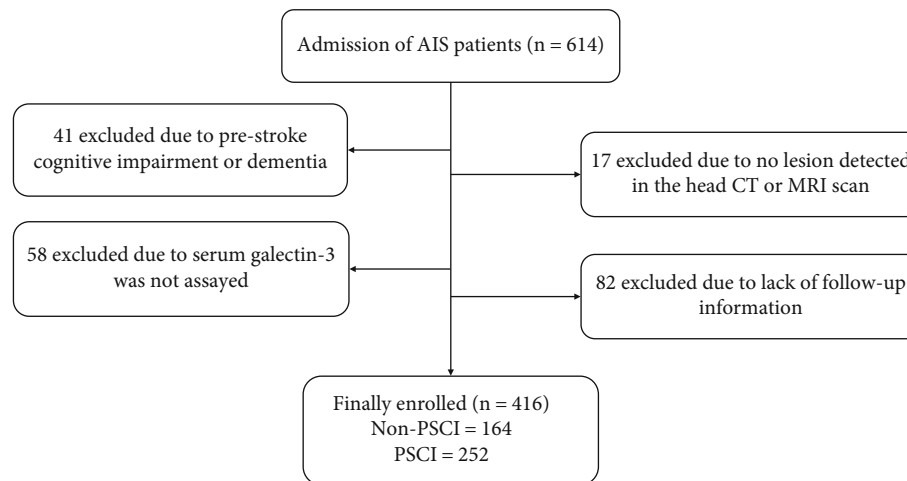 Admission of AIS patients (n = 614)
41 excluded due to pre-stroke
cognitive impairment or dementia
17 excluded due to no lesion detected
in the head CT or MRI scan
58 excluded due to serum galectin-3
was not assayed
82 excluded due to lack of follow-up
information
Finally enrolled (n = 416)
Non-PSCI = 164
PSCI = 252